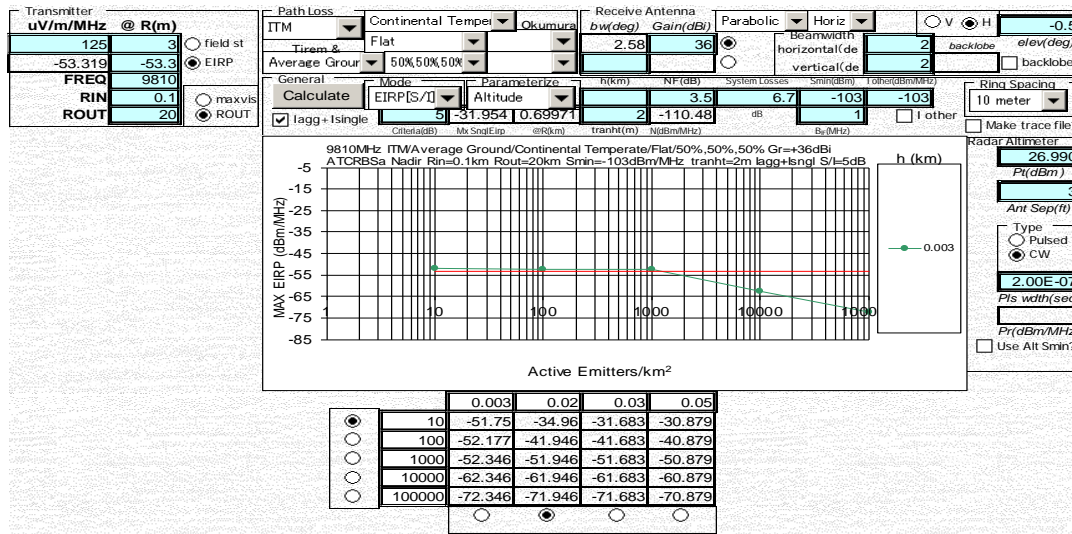 Transmitter
uV/m/MHz @ R(m)
125 3 field st
-53.319 -53.3 EIRP
FREQ 9810
RIN 0.1 maxvis
ROUT 20 ROUT
Path Loss
ITM Continental Temper Okumura
Tirem & Flat
Average Grour 50%,50%,50%
Receive Antenna
bw(deg) Gain(dBi) Parabolic Horiz
2.58 36
Beamwidth
horizontal(de 2 backlobe
vertical(de 2
V H -0.5
elev(deg)
backlobe
General
Calculate
Mode
EIRP[S/I]
Parameterize
Altitude
h(km) NF(dB) System Losses Smin(dBm) I other(dBm/MHz)
3.5 6.7 -103 -103
Iagg+Isingle 5 -31.954 0.69971 2 -110.48 dB 1 I other
Criteria(dB) Mx SnglEirp @R(km) tranht(m) N(dBm/MHz) (MHz)
Ring Spacing
10 meter
Make trace file
Radar Altimeter
26.990
Pt(dBm)
3
Ant Sep(ft)
Type
Pulsed
CW
2.00E-07
Pls wdth(sec
Pr(dBm/MHz
Use Alt Smin?
9810MHz ITM/Average Ground/Continental Temperate/Flat/50%,50%,50% Gr=+36dBi
ATCRBSa Nadir Rin=0.1km Rout=20km Smin=-103dBm/MHz tranht=2m Iagg+Isngl S/I=5dB
h (km)
0.003
MAX EIRP (dBm/MHz)
-5
-15
-25
-35
-45
-55
-65
-75
-85
1 10 100 1000 10000 1000
Active Emitters/km²
0.003 0.02 0.03 0.05
10 -51.75 -34.96 -31.683 -30.879
100 -52.177 -41.946 -41.683 -40.879
1000 -52.346 -51.946 -51.683 -50.879
10000 -62.346 -61.946 -61.683 -60.879
100000 -72.346 -71.946 -71.683 -70.879